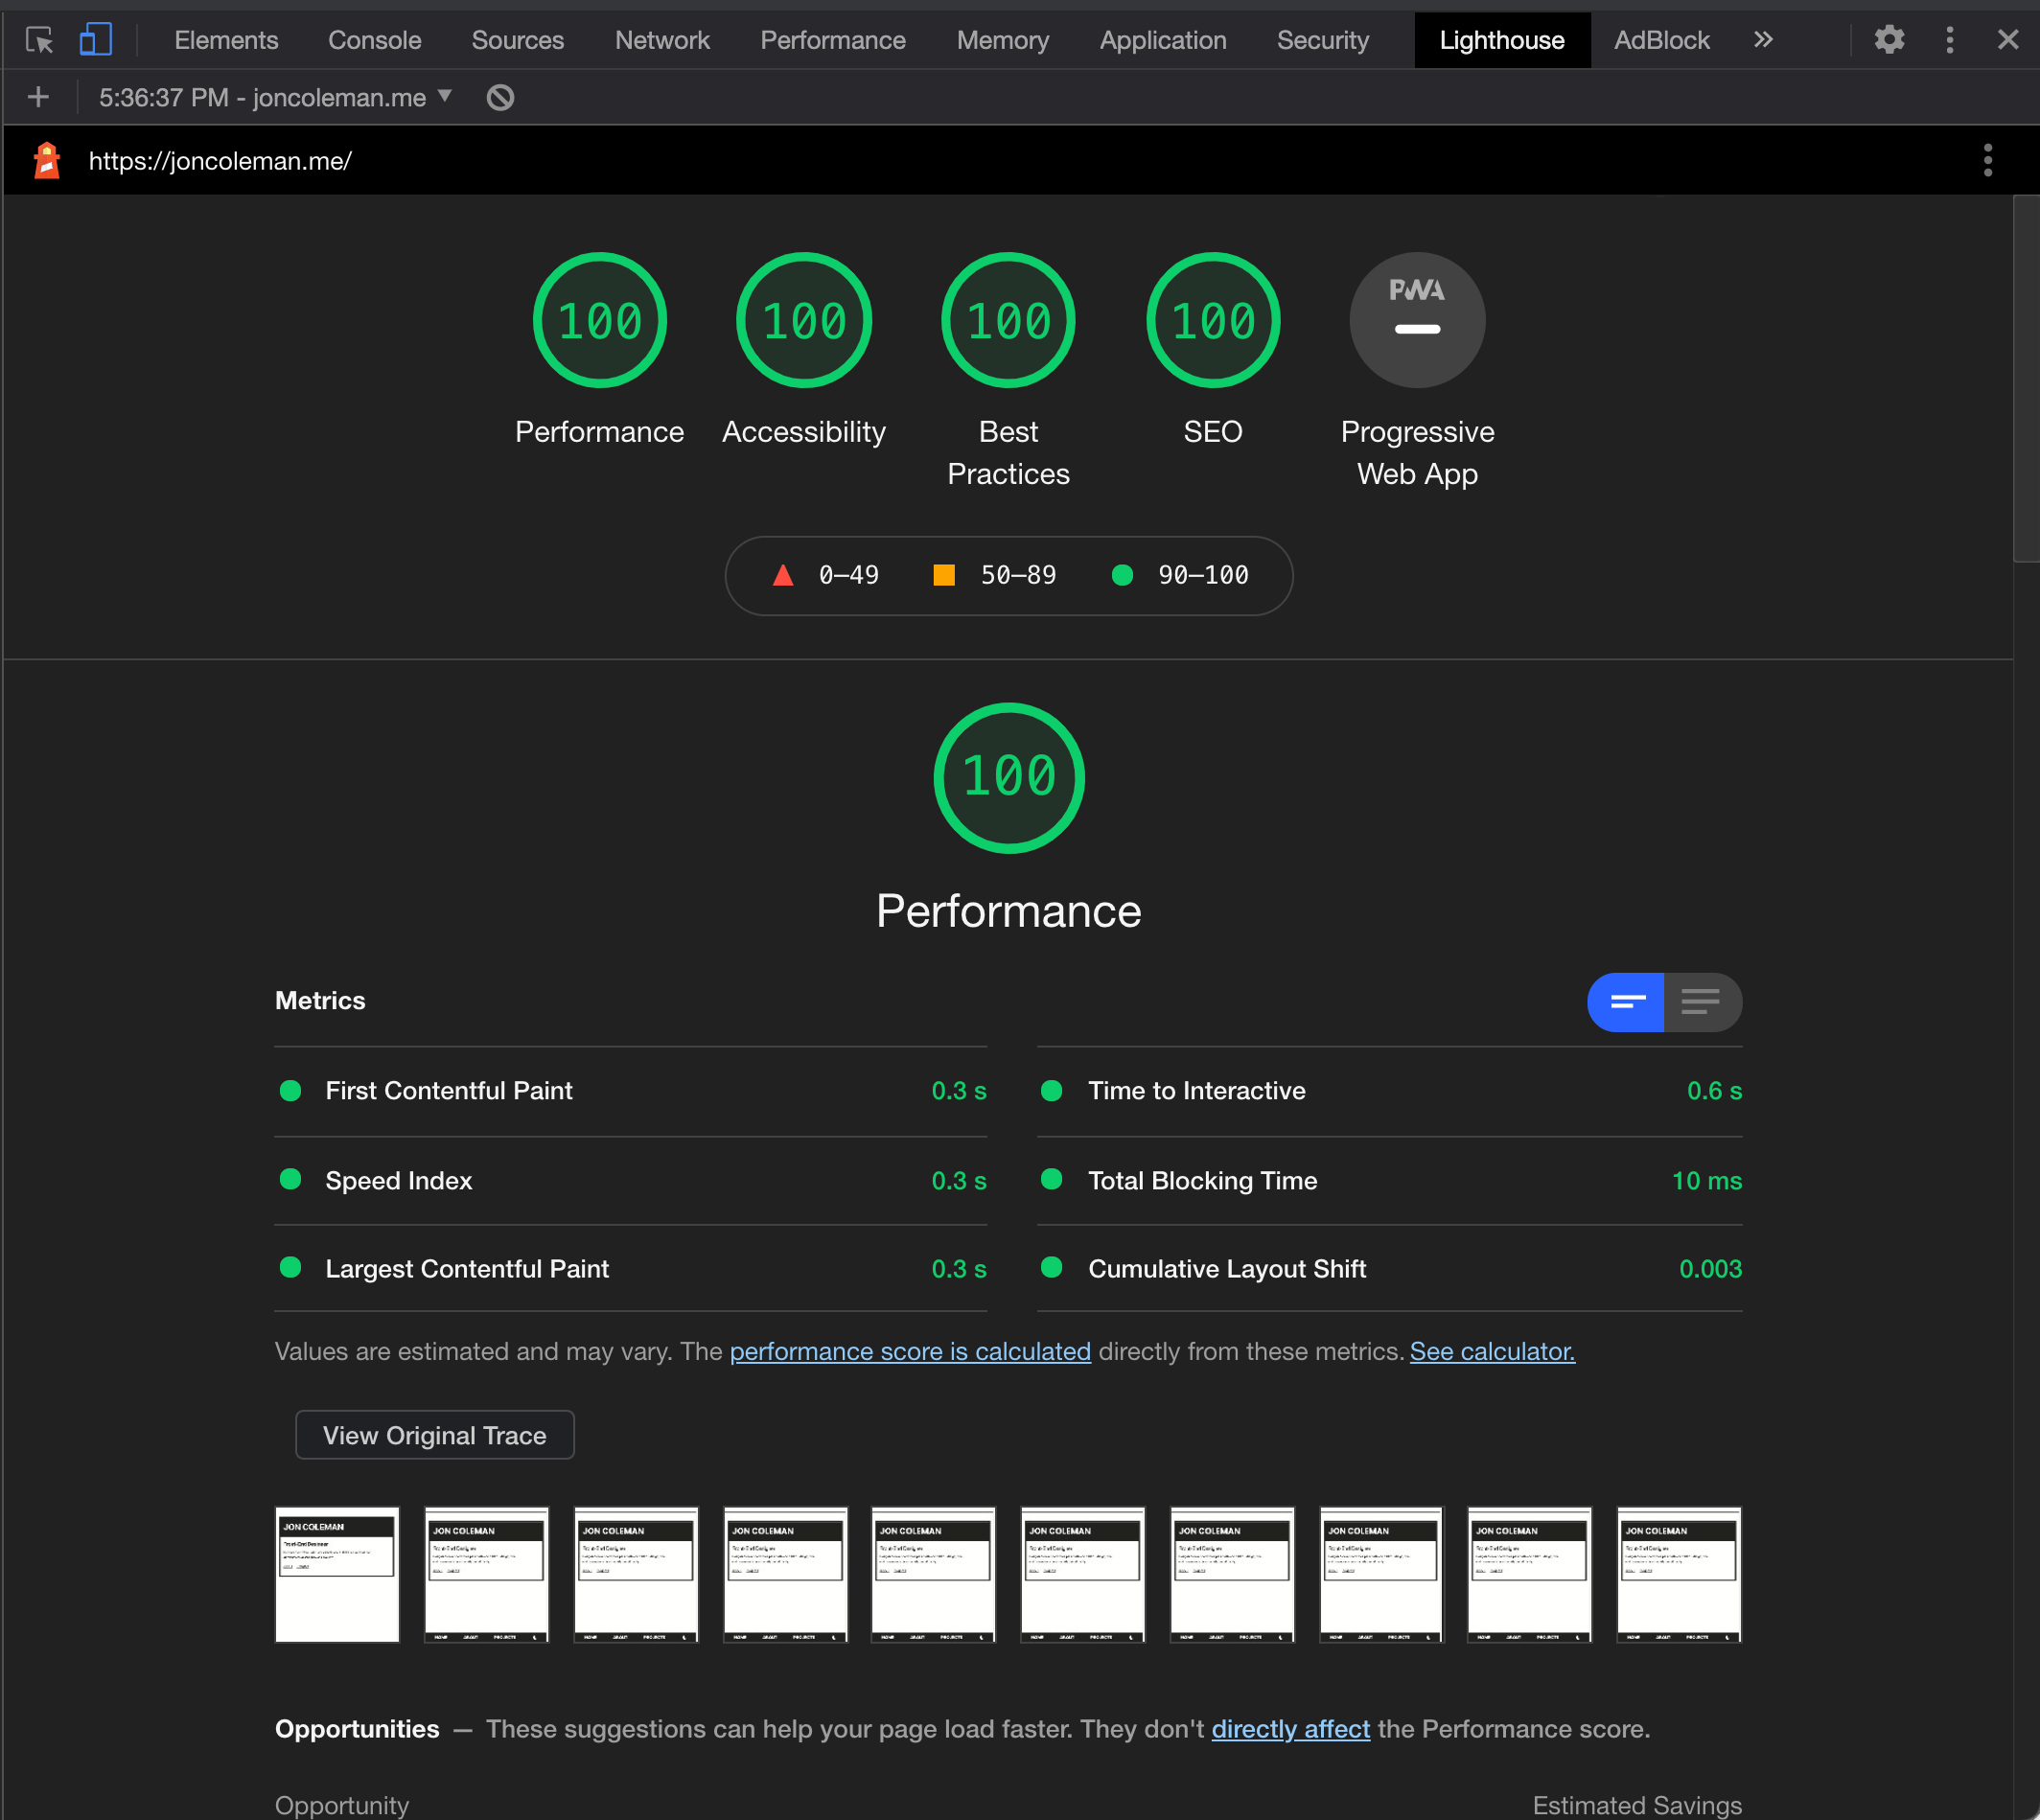 Elements Console Sources Network Performance Memory Application Security Lighthouse AdBlock
5:36:37 PM - joncoleman.me
https://joncoleman.me/
100 100 100 100 PWA
Performance Accessibility Best Practices SEO Progressive Web App
0–49 50–89 90–100
100
Performance
Metrics
First Contentful Paint 0.3 s Time to Interactive 0.6 s
Speed Index 0.3 s Total Blocking Time 10 ms
Largest Contentful Paint 0.3 s Cumulative Layout Shift 0.003
Values are estimated and may vary. The performance score is calculated directly from these metrics. See calculator.
View Original Trace
JON COLEMAN JON COLEMAN JON COLEMAN JON COLEMAN JON COLEMAN JON COLEMAN JON COLEMAN JON COLEMAN JON COLEMAN JON COLEMAN
Opportunities — These suggestions can help your page load faster. They don't directly affect the Performance score.
Opportunity Estimated Savings